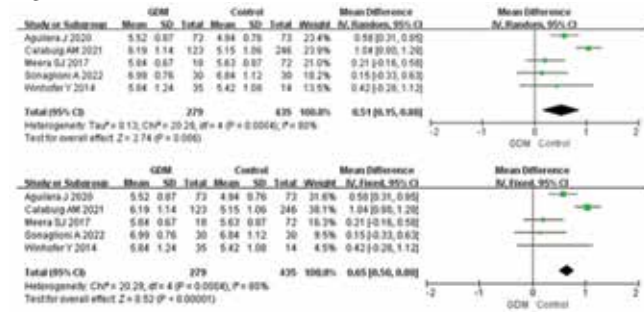 GDM Control Mean Difference Mean Difference
Study or Subgroup Mean SD Total Mean SD Total Weight IV, Random, 95% CI IV, Random, 95% CI
Aguilera J 2020 5.52 0.87 73 4.94 0.76 73 23.4% 0.58 [0.31, 0.85]
Calabuig AM 2021 6.19 1.14 123 5.15 1.06 246 23.9% 1.04 [0.80, 1.28]
Meera SJ 2017 5.84 0.67 18 5.63 0.87 72 0.21 [-0.16, 0.58]
Sonaglioni A 2022 6.99 0.76 30 6.84 1.12 30 0.15 [-0.33, 0.63]
Winhofer Y 2014 5.84 1.24 35 5.42 1.08 14 0.42 [-0.28, 1.12]
Total (95% CI) 279 435 100.0% 0.51 [0.15, 0.88]
Heterogeneity: Tau² = 0.13; Chi² = 20.28, df = 4 (P = 0.0004); I² = 80%
Test for overall effect: Z = 2.74 (P = 0.006)
-2 -1 0 1 2
GDM Control
GDM Control Mean Difference Mean Difference
Study or Subgroup Mean SD Total Mean SD Total Weight IV, Fixed, 95% CI IV, Fixed, 95% CI
Aguilera J 2020 5.52 0.87 73 4.94 0.76 73 31.6% 0.58 [0.31, 0.85]
Calabuig AM 2021 6.19 1.14 123 5.15 1.06 246 38.1% 1.04 [0.80, 1.28]
Meera SJ 2017 5.84 0.67 18 5.63 0.87 72 16.3% 0.21 [-0.16, 0.58]
Sonaglioni A 2022 6.99 0.76 30 6.84 1.12 30 9.5% 0.15 [-0.33, 0.63]
Winhofer Y 2014 5.84 1.24 35 5.42 1.08 14 4.5% 0.42 [-0.28, 1.12]
Total (95% CI) 279 435 100.0% 0.65 [0.50, 0.80]
Heterogeneity: Chi² = 20.28, df = 4 (P = 0.0004); I² = 80%
Test for overall effect: Z = 8.52 (P < 0.00001)
-2 -1 0 1 2
GDM Control